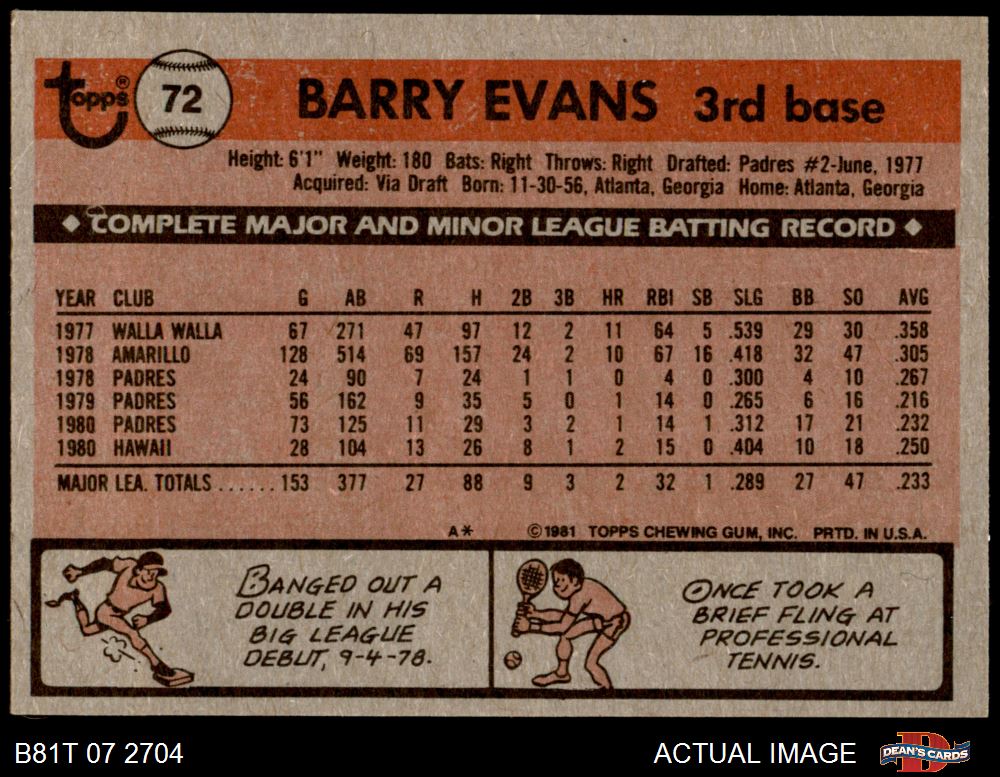 topps®
72
BARRY EVANS 3rd base
Height: 6'1" Weight: 180 Bats: Right Throws: Right Drafted: Padres #2-June, 1977
Acquired: Via Draft Born: 11-30-56, Atlanta, Georgia Home: Atlanta, Georgia
◆ COMPLETE MAJOR AND MINOR LEAGUE BATTING RECORD ◆
YEAR CLUB G AB R H 2B 3B HR RBI SB SLG BB SO AVG
1977 WALLA WALLA 67 271 47 97 12 2 11 64 5 .539 29 30 .358
1978 AMARILLO 128 514 69 157 24 2 10 67 16 .418 32 47 .305
1978 PADRES 24 90 7 24 1 1 0 4 0 .300 4 10 .267
1979 PADRES 56 162 9 35 5 0 1 14 0 .265 6 16 .216
1980 PADRES 73 125 11 29 3 2 1 14 1 .312 17 21 .232
1980 HAWAII 28 104 13 26 8 1 2 15 0 .404 10 18 .250
MAJOR LEA. TOTALS ...... 153 377 27 88 9 3 2 32 1 .289 27 47 .233
A* ©1981 TOPPS CHEWING GUM, INC. PRTD. IN U.S.A.
BANGED OUT A
DOUBLE IN HIS
BIG LEAGUE
DEBUT, 9-4-78.
ONCE TOOK A
BRIEF FLING AT
PROFESSIONAL
TENNIS.
B81T 07 2704 ACTUAL IMAGE DEAN'S CARDS